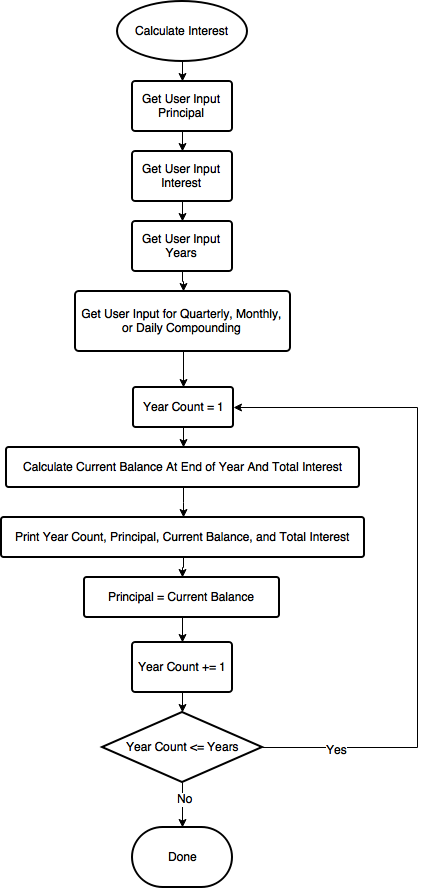 Calculate Interest
Get User Input
Principal
Get User Input
Interest
Get User Input
Years
Get User Input for Quarterly, Monthly,
or Daily Compounding
Year Count = 1
Calculate Current Balance At End of Year And Total Interest
Print Year Count, Principal, Current Balance, and Total Interest
Principal = Current Balance
Year Count += 1
Year Count <= Years
Yes
No
Done